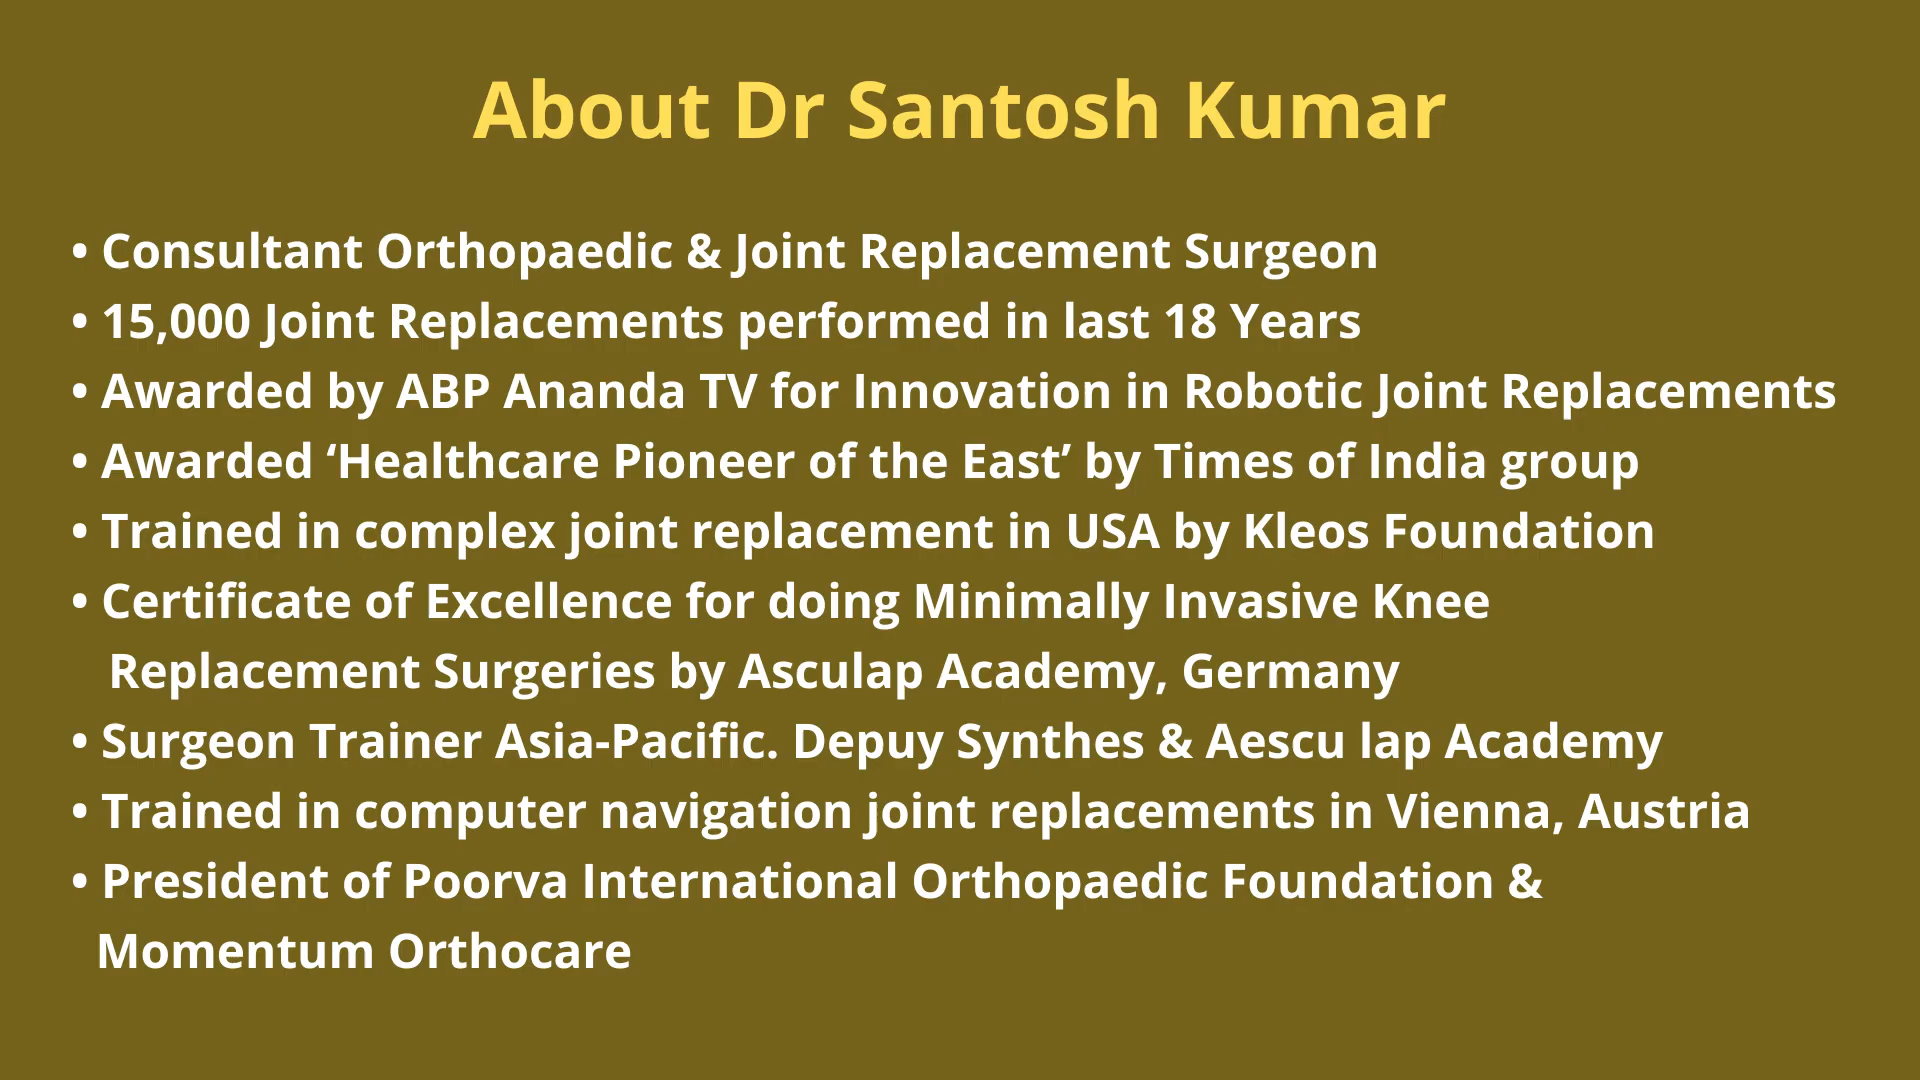 About Dr Santosh Kumar
• Consultant Orthopaedic & Joint Replacement Surgeon
• 15,000 Joint Replacements performed in last 18 Years
• Awarded by ABP Ananda TV for Innovation in Robotic Joint Replacements
• Awarded ‘Healthcare Pioneer of the East’ by Times of India group
• Trained in complex joint replacement in USA by Kleos Foundation
• Certificate of Excellence for doing Minimally Invasive Knee
Replacement Surgeries by Asculap Academy, Germany
• Surgeon Trainer Asia-Pacific. Depuy Synthes & Aescu lap Academy
• Trained in computer navigation joint replacements in Vienna, Austria
• President of Poorva International Orthopaedic Foundation &
Momentum Orthocare